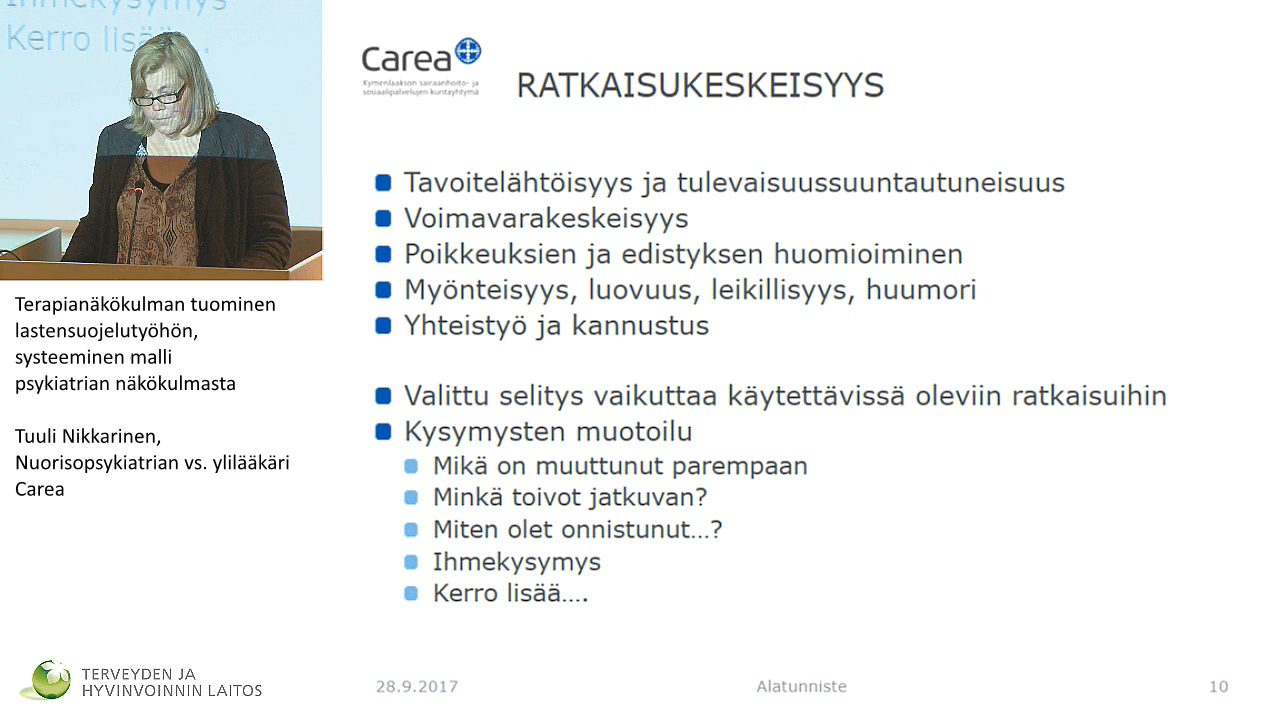 Ihmekysymys
Kerro lisää….
Terapianäkökulman tuominen
lastensuojelutyöhön,
systeeminen malli
psykiatrian näkökulmasta
Tuuli Nikkarinen,
Nuorisopsykiatrian vs. ylilääkäri
Carea
TERVEYDEN JA
HYVINVOINNIN LAITOS
Carea
Kymenlaakson sairaanhoito- ja
sosiaalipalvelujen kuntayhtymä
RATKAISUKESKEISYYS
Tavoitelähtöisyys ja tulevaisuussuuntautuneisuus
Voimavarakeskeisyys
Poikkeuksien ja edistyksen huomioiminen
Myönteisyys, luovuus, leikillisyys, huumori
Yhteistyö ja kannustus
Valittu selitys vaikuttaa käytettävissä oleviin ratkaisuihin
Kysymysten muotoilu
Mikä on muuttunut parempaan
Minkä toivot jatkuvan?
Miten olet onnistunut…?
Ihmekysymys
Kerro lisää….
28.9.2017
Alatunniste
10